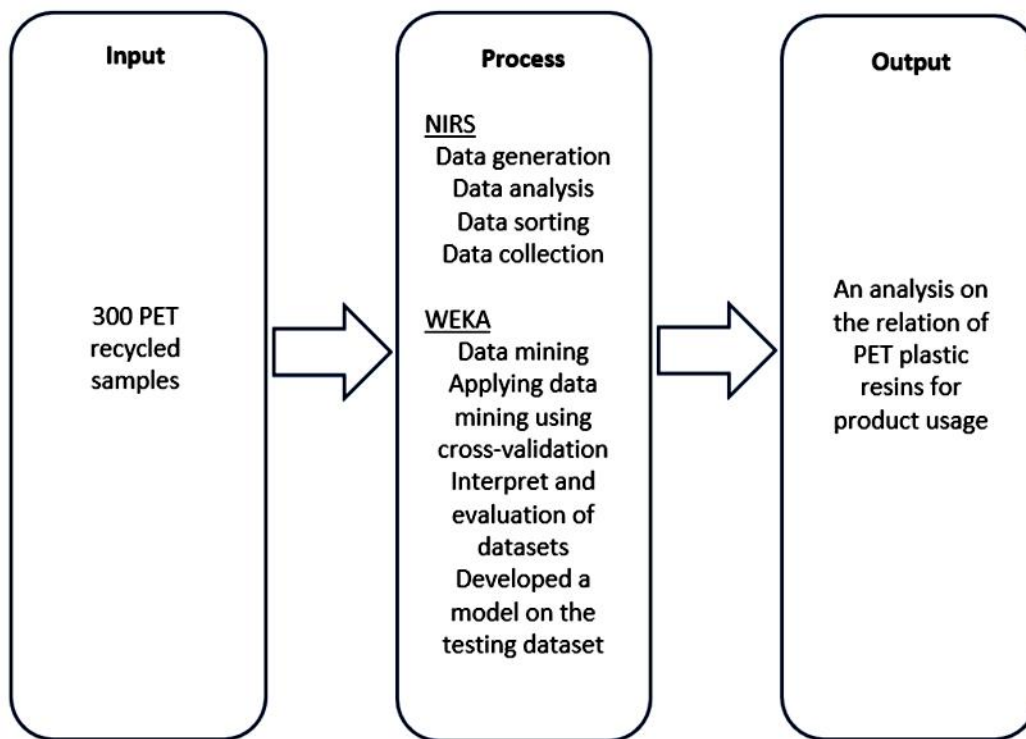 Input
300 PET
recycled
samples
Process
NIRS
Data generation
Data analysis
Data sorting
Data collection
WEKA
Data mining
Applying data
mining using
cross-validation
Interpret and
evaluation of
datasets
Developed a
model on the
testing dataset
Output
An analysis on
the relation of
PET plastic
resins for
product usage